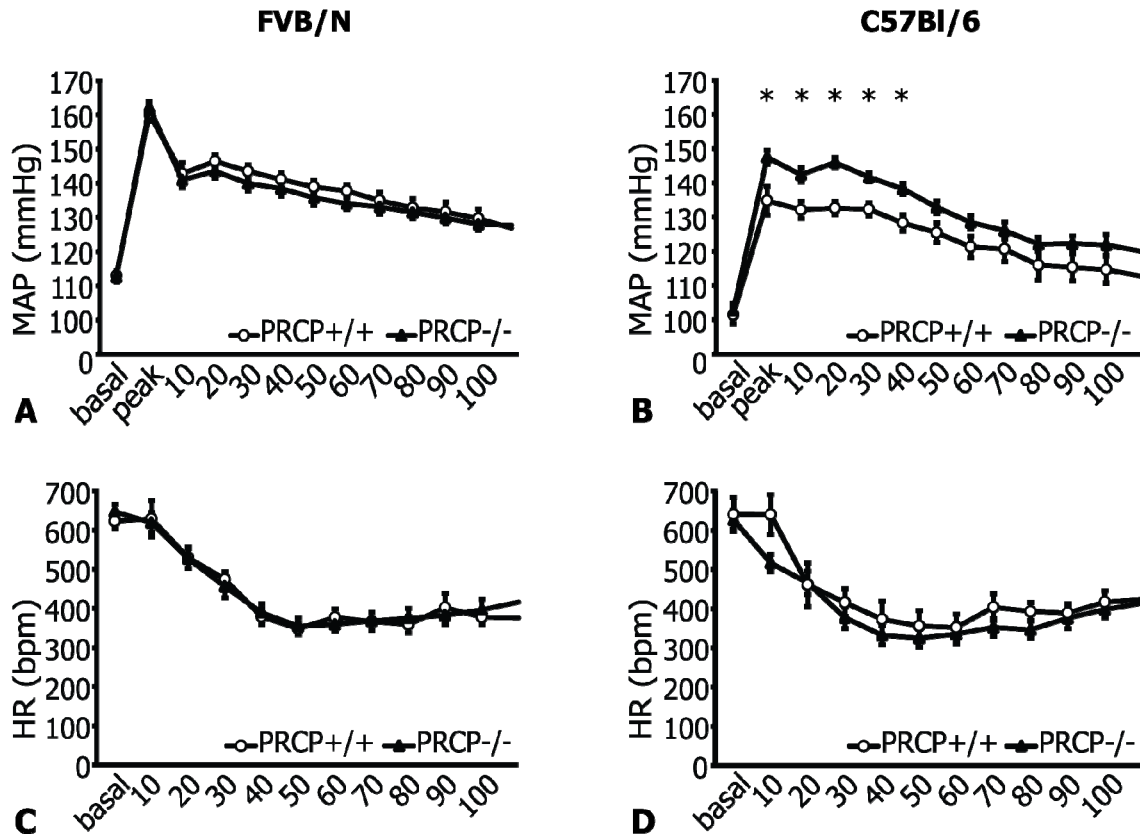 FVB/N
C57Bl/6
170
160
150
140
130
120
110
100
0
MAP (mmHg)
PRCP+/+ PRCP-/-
basal peak 10 20 30 40 50 60 70 80 90 100
A
170
160
150
140
130
120
110
100
0
MAP (mmHg)
* * * * *
PRCP+/+ PRCP-/-
basal peak 10 20 30 40 50 60 70 80 90 100
B
700
600
500
400
300
200
100
0
HR (bpm)
PRCP+/+ PRCP-/-
basal 10 20 30 40 50 60 70 80 90 100
C
700
600
500
400
300
200
100
0
HR (bpm)
PRCP+/+ PRCP-/-
basal 10 20 30 40 50 60 70 80 90 100
D